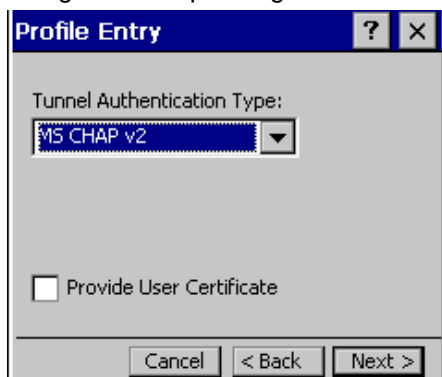 Profile Entry ? ×
Tunnel Authentication Type:
MS CHAP v2
Provide User Certificate
Cancel < Back Next >